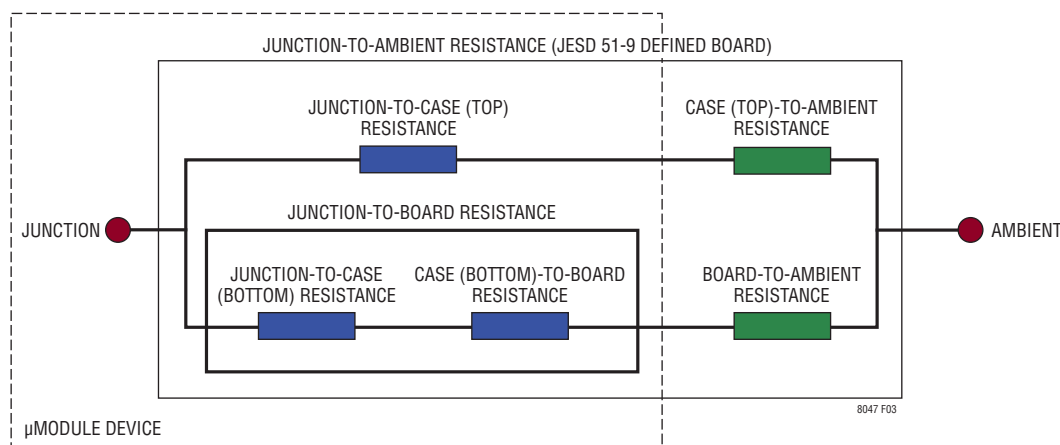 JUNCTION-TO-AMBIENT RESISTANCE (JESD 51-9 DEFINED BOARD)
JUNCTION-TO-CASE (TOP)
RESISTANCE
CASE (TOP)-TO-AMBIENT
RESISTANCE
JUNCTION-TO-BOARD RESISTANCE
JUNCTION
AMBIENT
JUNCTION-TO-CASE
(BOTTOM) RESISTANCE
CASE (BOTTOM)-TO-BOARD
RESISTANCE
BOARD-TO-AMBIENT
RESISTANCE
8047 F03
µMODULE DEVICE